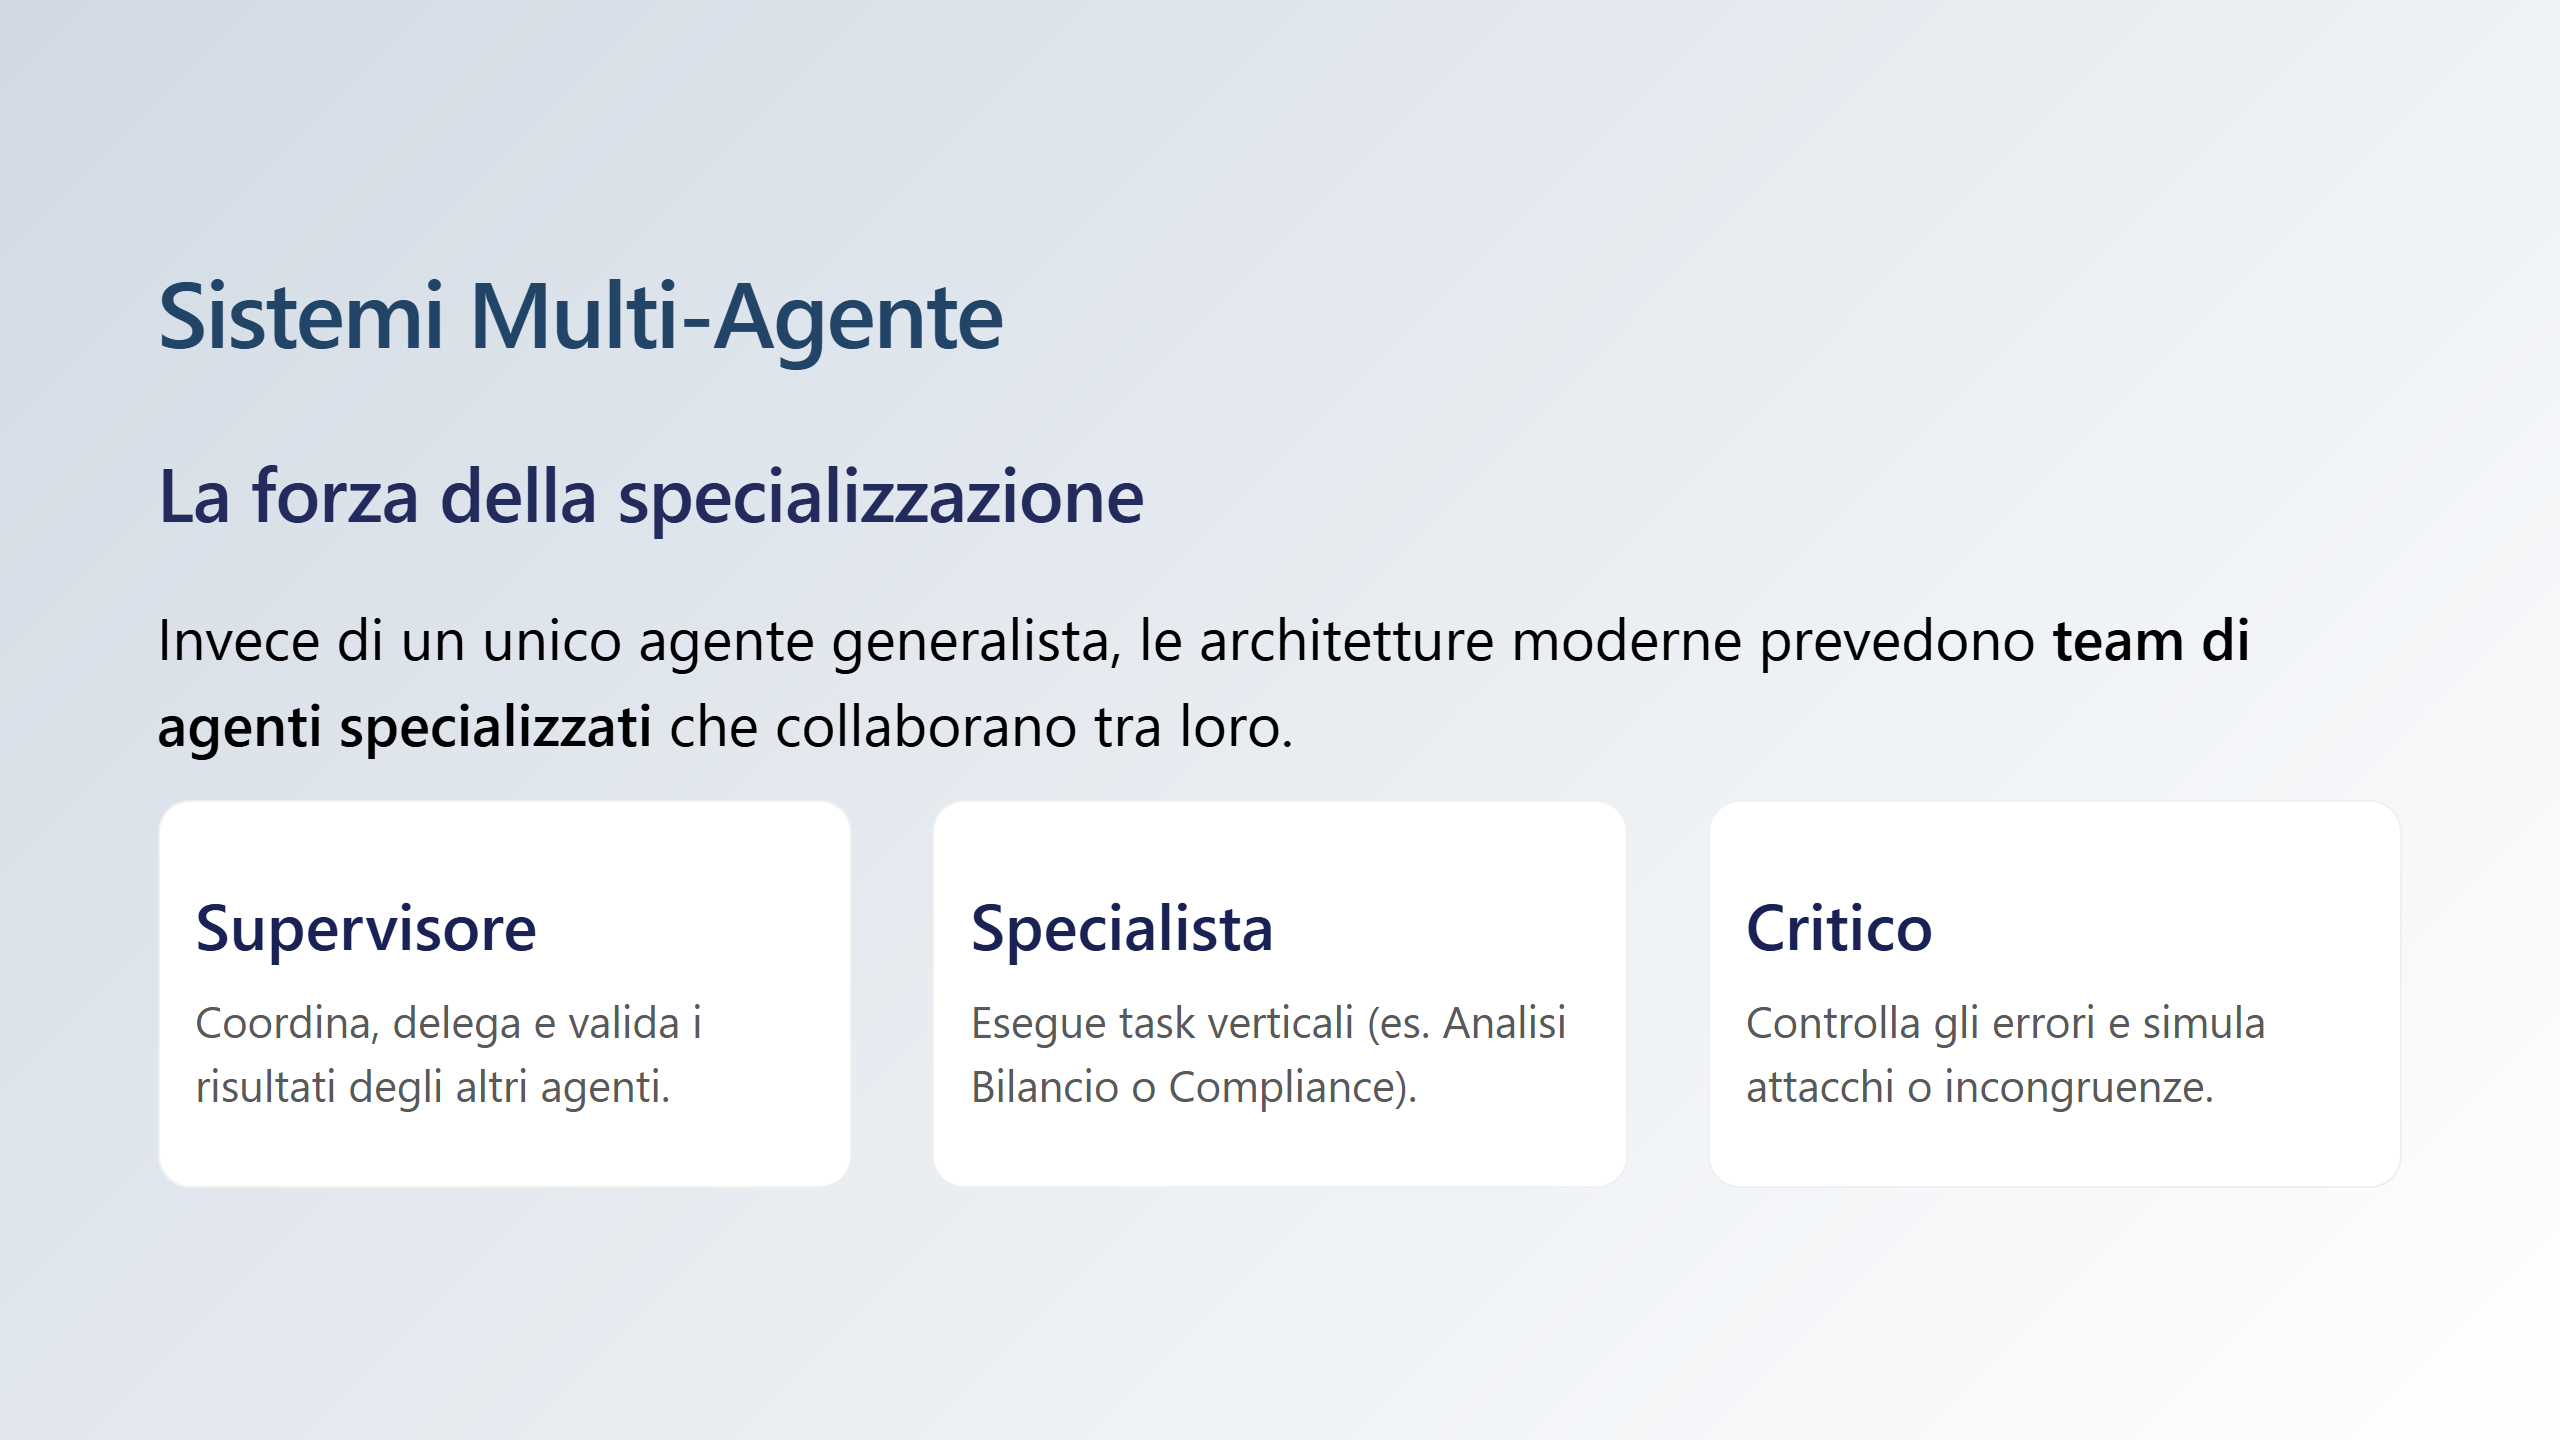 Sistemi Multi-Agente
La forza della specializzazione
Invece di un unico agente generalista, le architetture moderne prevedono team di
agenti specializzati che collaborano tra loro.
Supervisore
Coordina, delega e valida i
risultati degli altri agenti.
Specialista
Esegue task verticali (es. Analisi
Bilancio o Compliance).
Critico
Controlla gli errori e simula
attacchi o incongruenze.